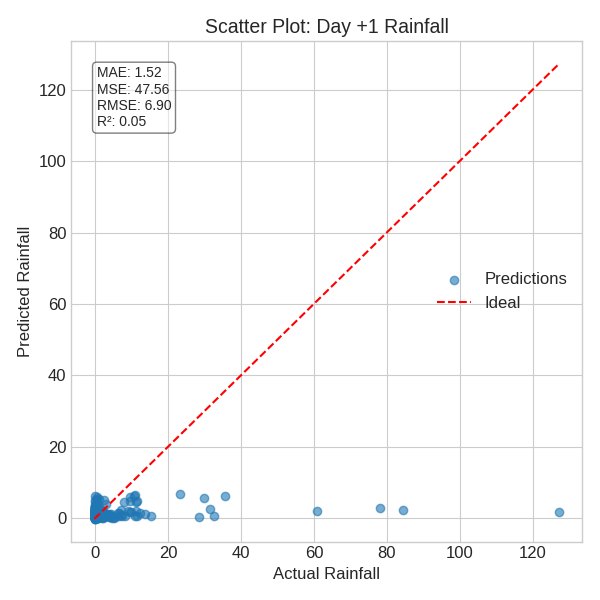 Scatter Plot: Day +1 Rainfall
MAE: 1.52
MSE: 47.56
RMSE: 6.90
R²: 0.05
120
100
80
60
40
20
0
Predicted Rainfall
Predictions
Ideal
0 20 40 60 80 100 120
Actual Rainfall